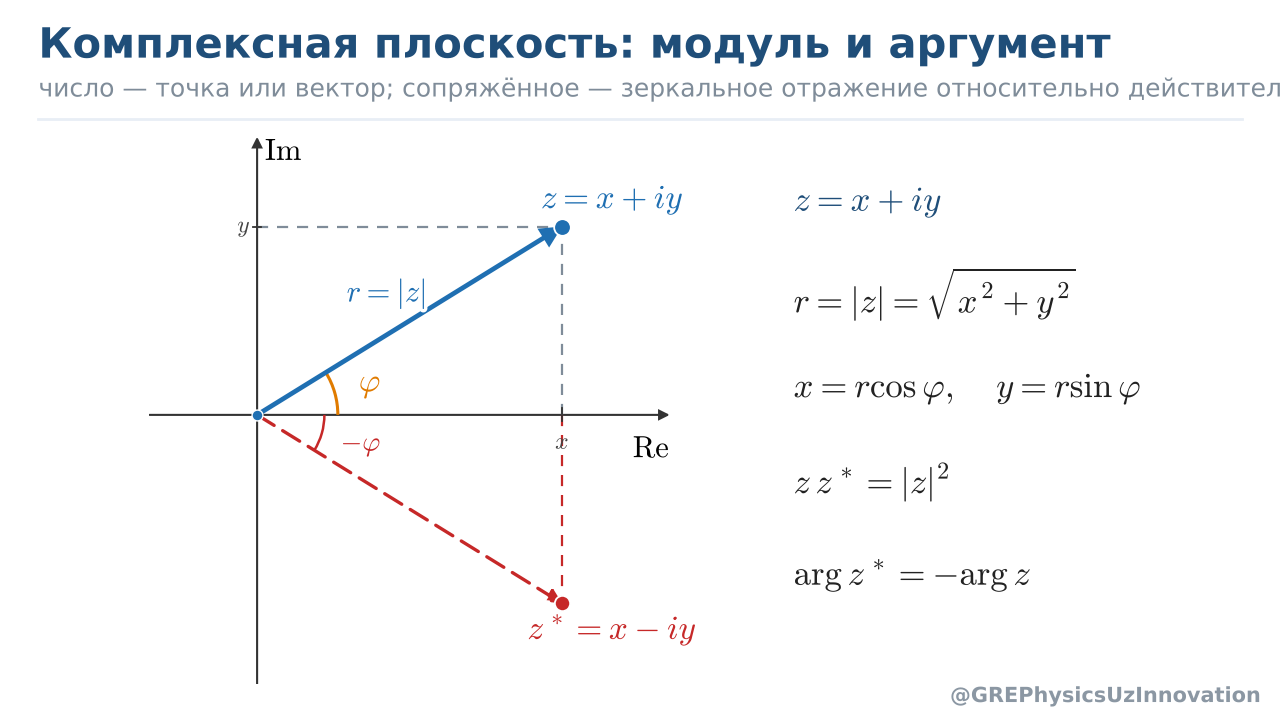 Комплексная плоскость: модуль и аргумент
число — точка или вектор; сопряжённое — зеркальное отражение относительно
Im
z = x + iy
y
r = |z|
φ
−φ
x
Re
z* = x − iy
z = x + iy
r = |z| = √(x² + y²)
x = r cos φ, y = r sin φ
z z* = |z|²
arg z* = −arg z
@GREPhysicsUzInnovation